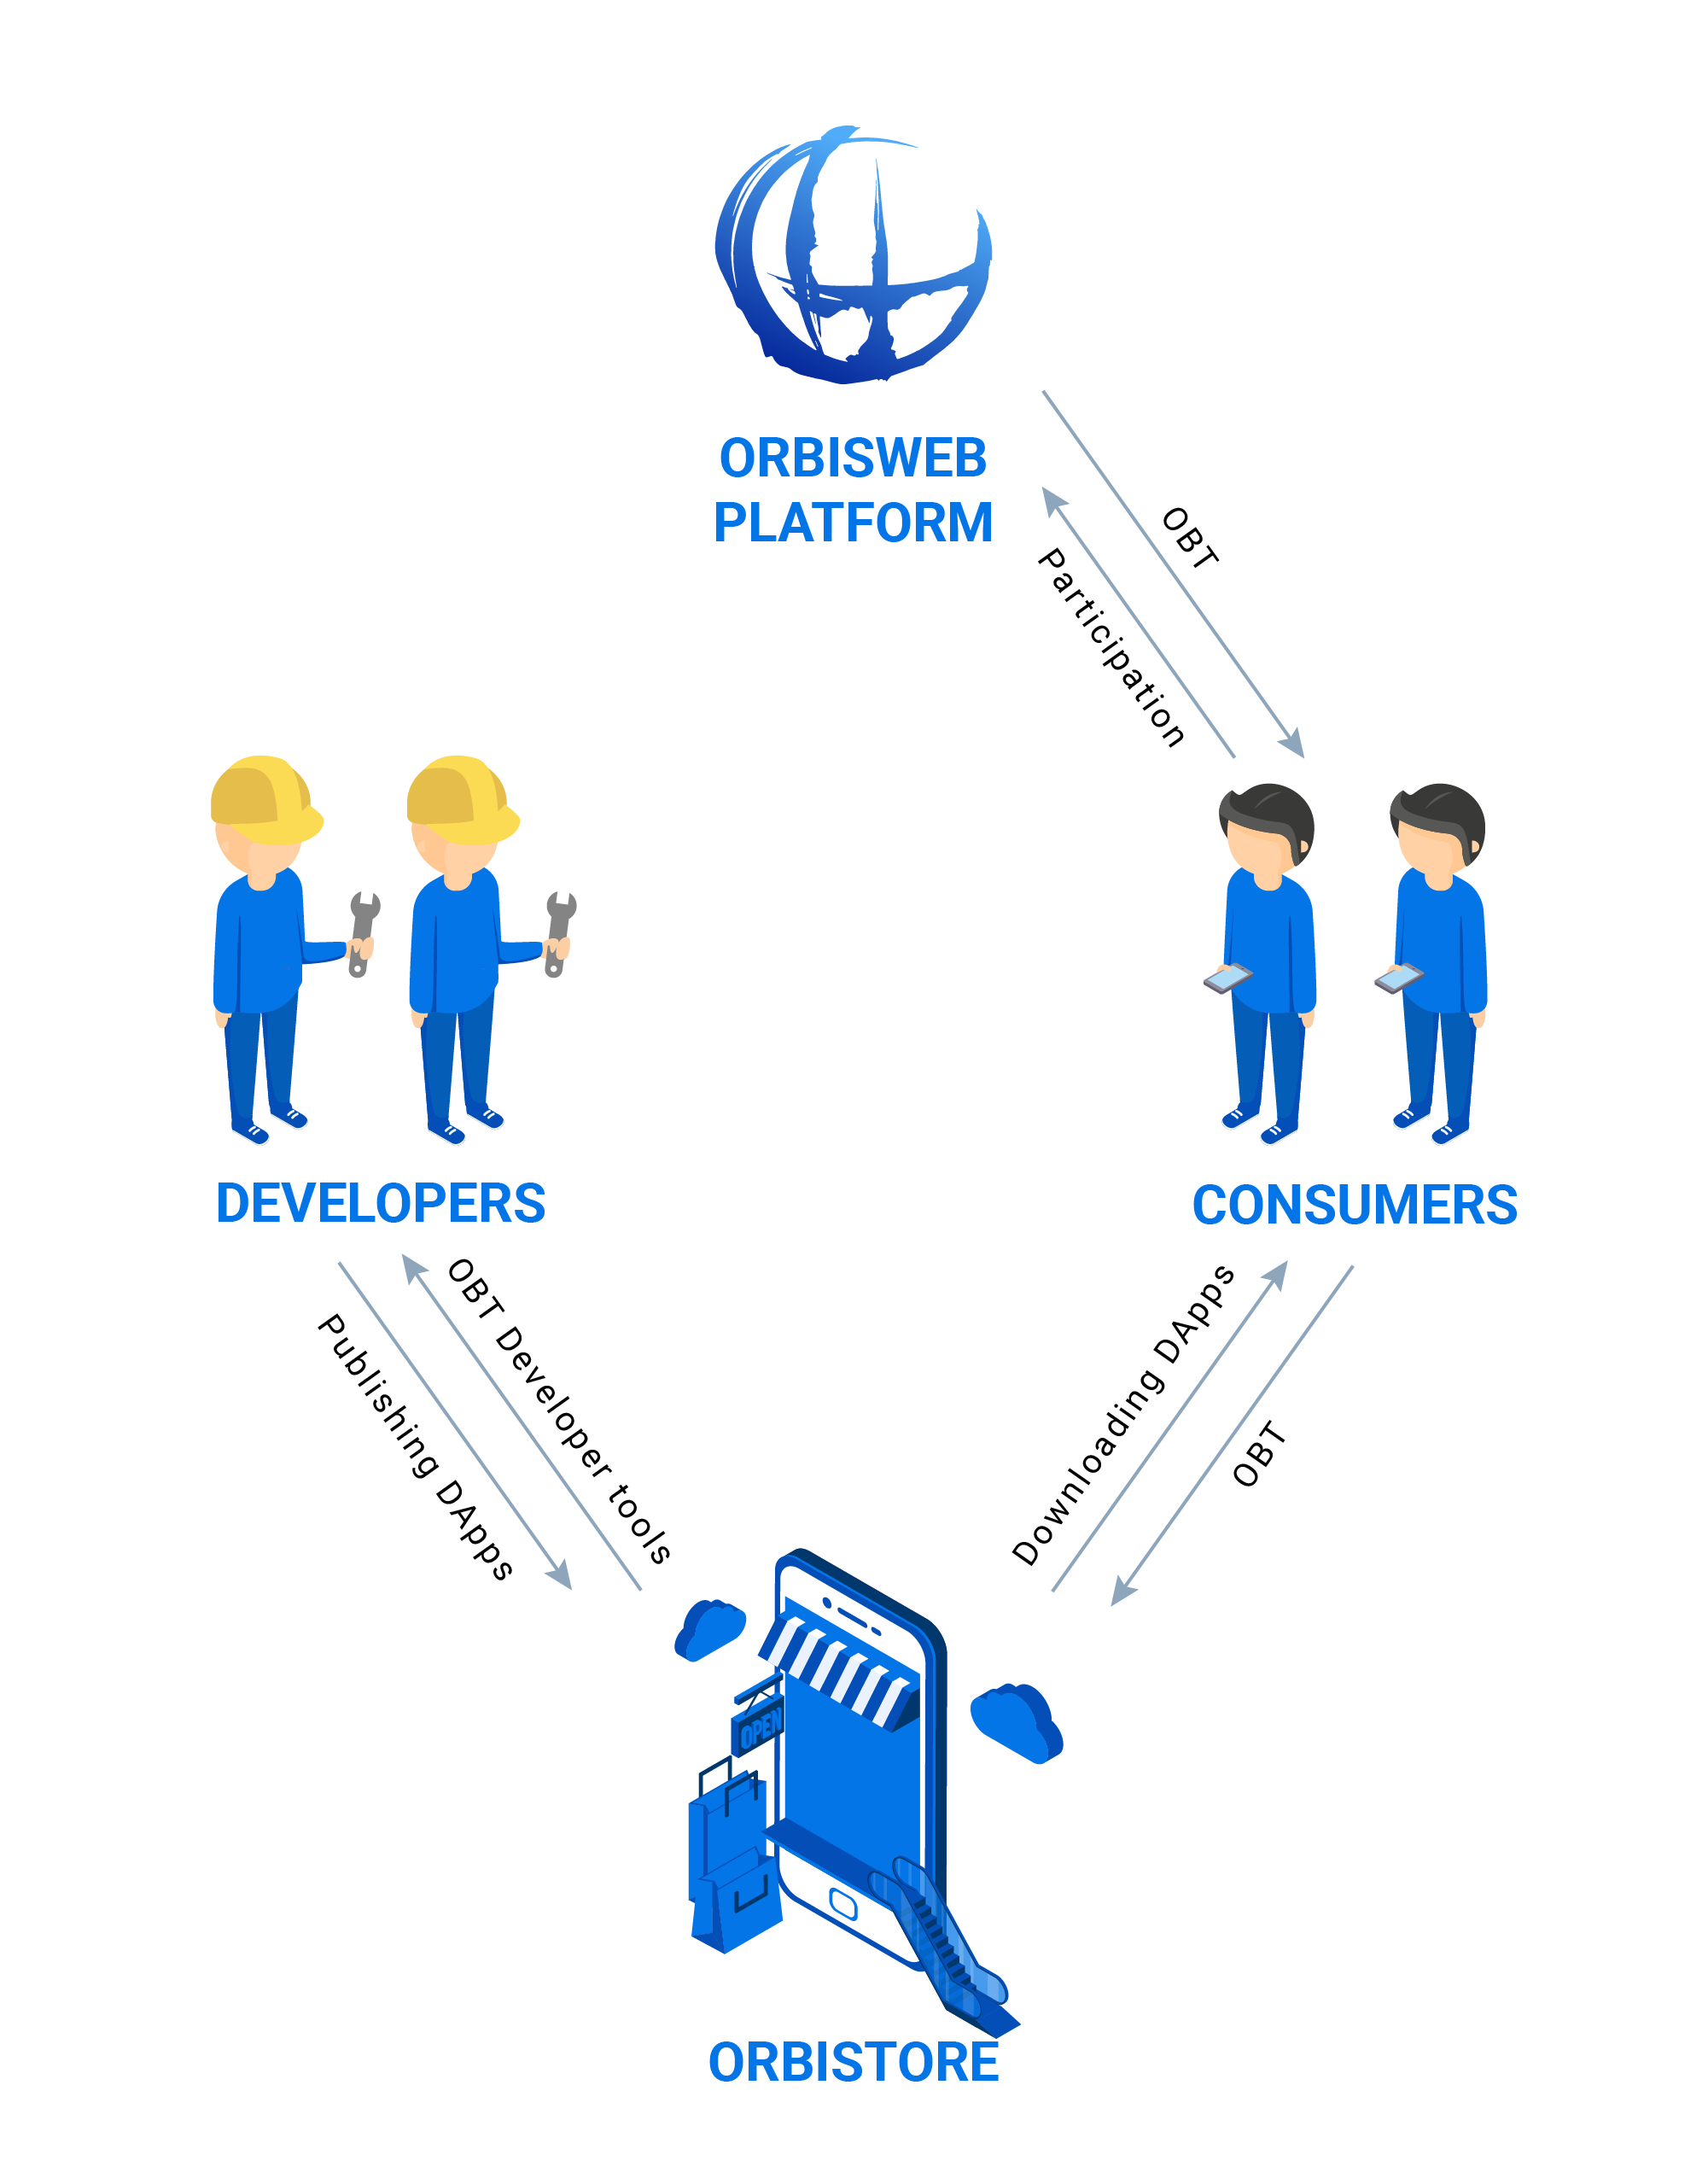 ORBISWEB
PLATFORM
OBT
Participation
DEVELOPERS
CONSUMERS
Publishing DApps
OBT Developer tools
Downloading DApps
OBT
OPEN
ORBISTORE